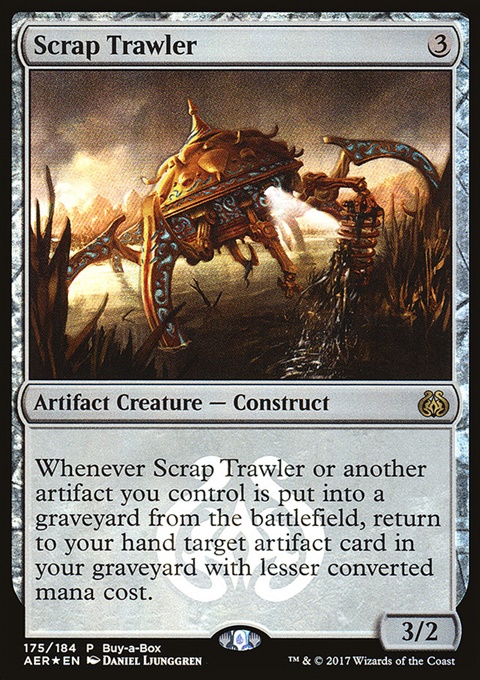 Scrap Trawler 3
Artifact Creature — Construct
Whenever Scrap Trawler or another
artifact you control is put into a
graveyard from the battlefield, return
to your hand target artifact card in
your graveyard with lesser converted
mana cost.
3/2
175/184 P Buy-a-Box
AER★EN Daniel Ljunggren
™ & © 2017 Wizards of the Coast